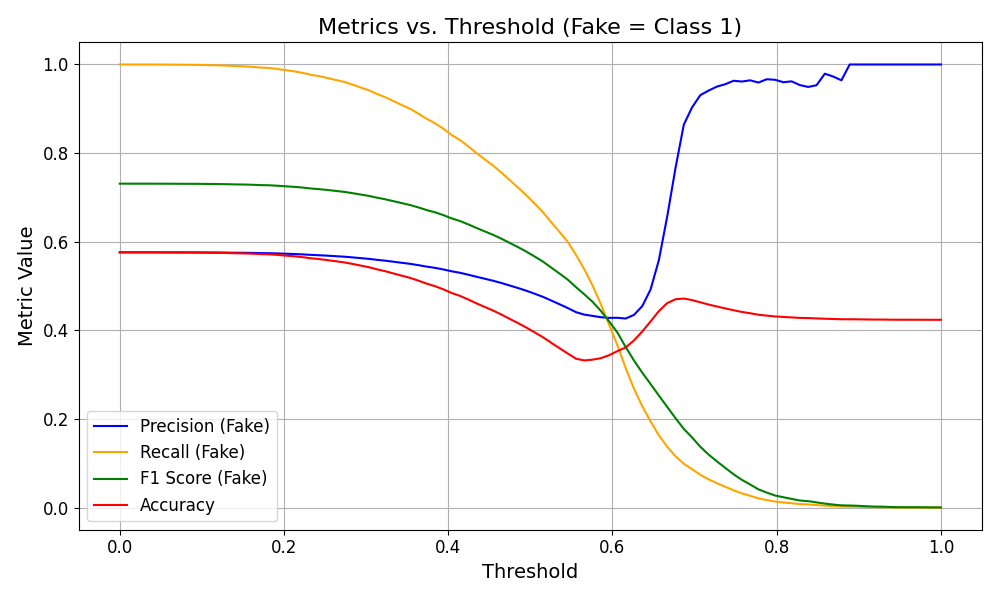 Metrics vs. Threshold (Fake = Class 1)
Metric Value
1.0
0.8
0.6
0.4
0.2
0.0
Precision (Fake)
Recall (Fake)
F1 Score (Fake)
Accuracy
0.0 0.2 0.4 0.6 0.8 1.0
Threshold